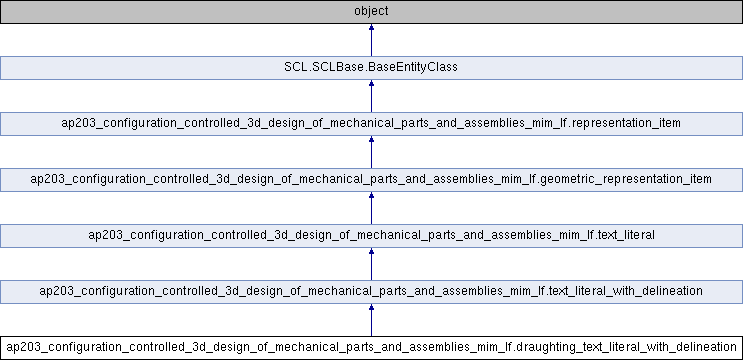 object
SCL.SCLBase.BaseEntityClass
ap203_configuration_controlled_3d_design_of_mechanical_parts_and_assemblies_mim_lf.representation_item
ap203_configuration_controlled_3d_design_of_mechanical_parts_and_assemblies_mim_lf.geometric_representation_item
ap203_configuration_controlled_3d_design_of_mechanical_parts_and_assemblies_mim_lf.text_literal
ap203_configuration_controlled_3d_design_of_mechanical_parts_and_assemblies_mim_lf.text_literal_with_delineation
ap203_configuration_controlled_3d_design_of_mechanical_parts_and_assemblies_mim_lf.draughting_text_literal_with_delineation